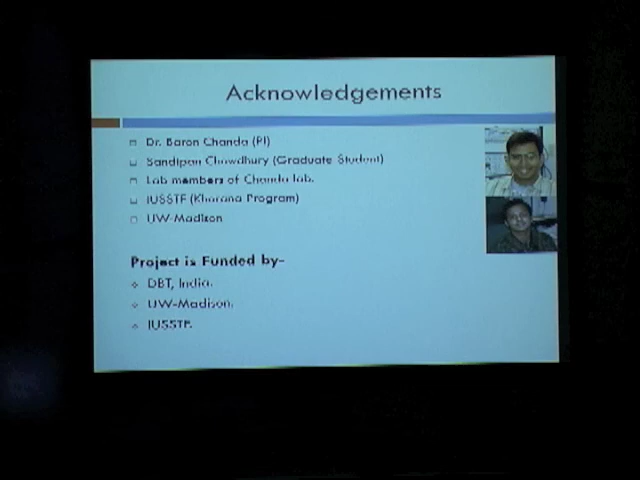 Acknowledgements
Dr. Baron Chanda (PI)
Sandipan Chowdhury (Graduate Student)
Lab members of Chanda lab.
IUSSTF (Khorana Program)
UW-Madison
Project is Funded by-
DBT, India.
UW-Madison.
IUSSTF.